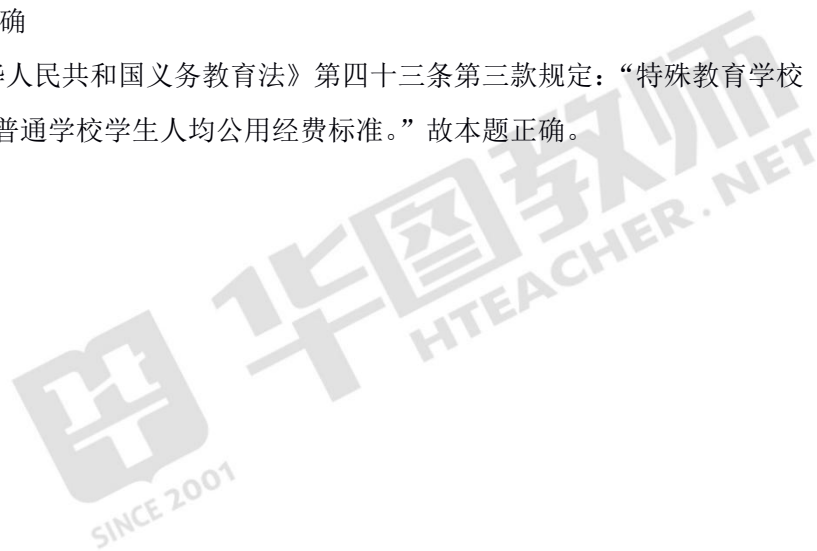 确
华人民共和国义务教育法》第四十三条第三款规定：“特殊教育学校
普通学校学生人均公用经费标准。”故本题正确。
华图教师
HTEACHER.NET
SINCE 2001